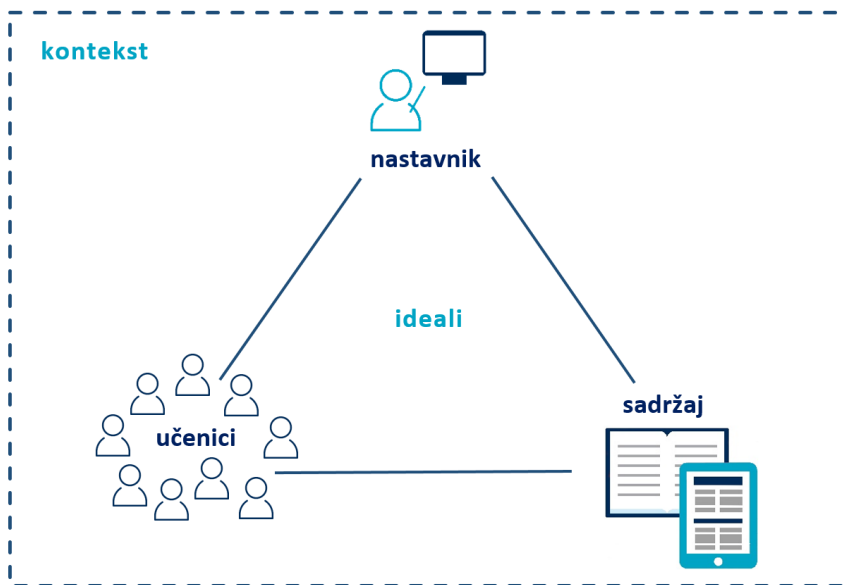 kontekst
nastavnik
ideali
sadržaj
učenici